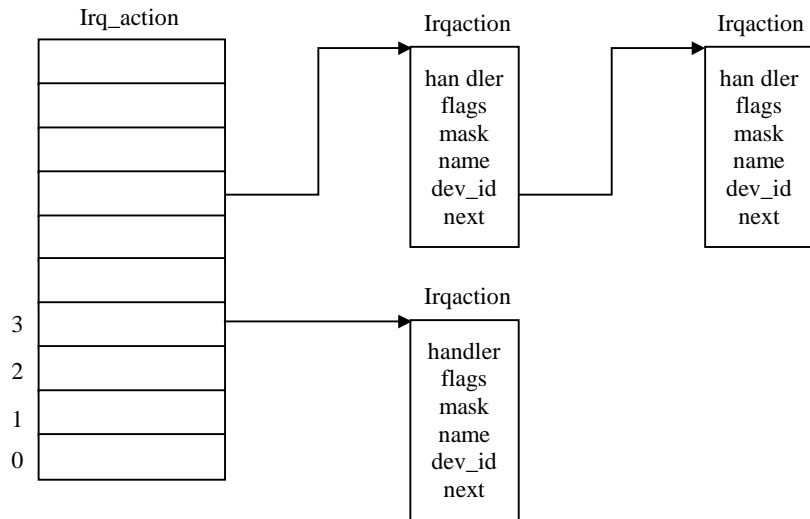 Irq_action
Irqaction
han dler
flags
mask
name
dev_id
next
Irqaction
han dler
flags
mask
name
dev_id
next
3
2
1
0
Irqaction
handler
flags
mask
name
dev_id
next